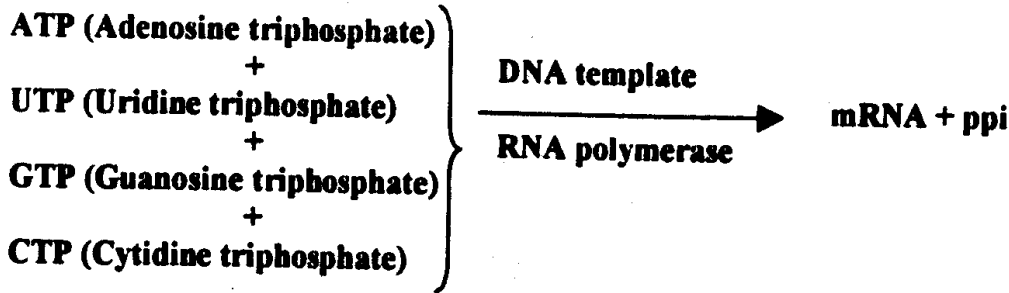 ATP (Adenosine triphosphate)
+
UTP (Uridine triphosphate)
+
GTP (Guanosine triphosphate)
+
CTP (Cytidine triphosphate)
DNA template
RNA polymerase
mRNA + ppi